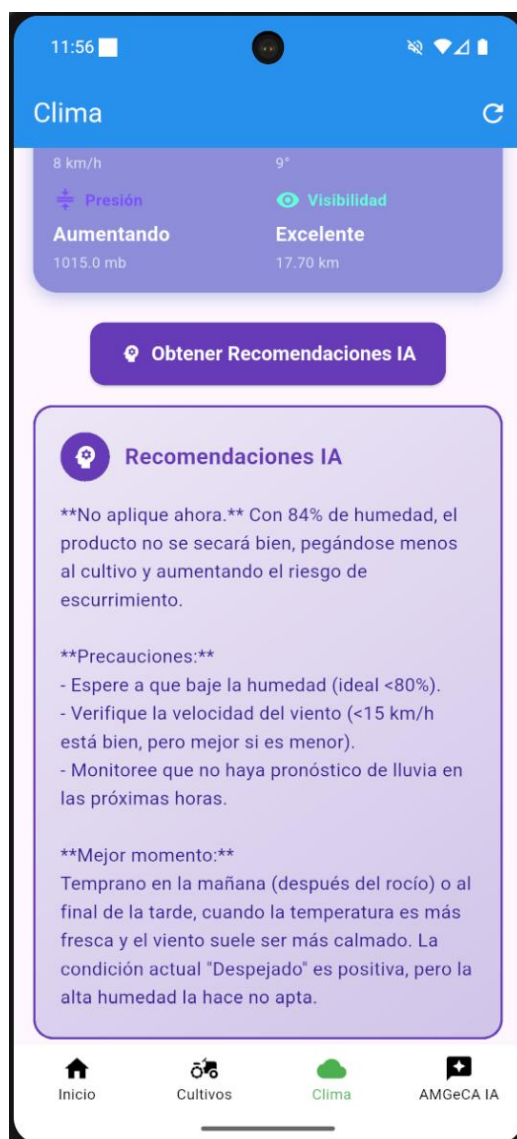 11:56
Clima
8 km/h
9°
Presión
Visibilidad
Aumentando
Excelente
1015.0 mb
17.70 km
Obtener Recomendaciones IA
Recomendaciones IA
**No aplique ahora.** Con 84% de humedad, el
producto no se secará bien, pegándose menos
al cultivo y aumentando el riesgo de
escurrimiento.
**Precauciones:**
- Espere a que baje la humedad (ideal <80%).
- Verifique la velocidad del viento (<15 km/h
está bien, pero mejor si es menor).
- Monitoree que no haya pronóstico de lluvia en
las próximas horas.
**Mejor momento:**
Temprano en la mañana (después del rocío) o al
final de la tarde, cuando la temperatura es más
fresca y el viento suele ser más calmado. La
condición actual "Despejado" es positiva, pero la
alta humedad la hace no apta.
Inicio
Cultivos
Clima
AMGeCA IA